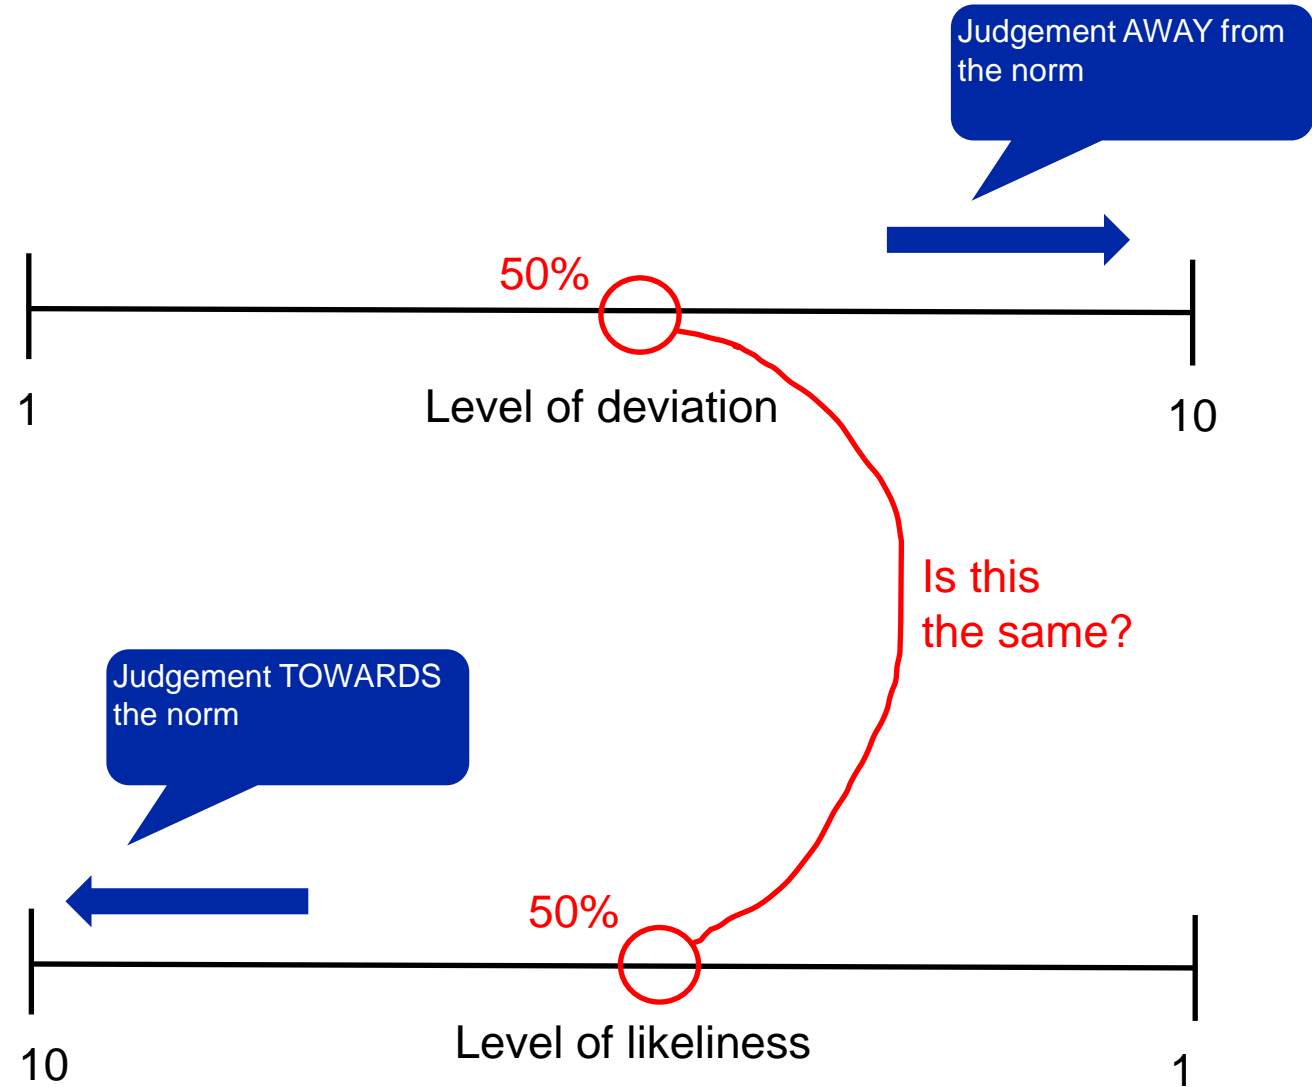 Judgement AWAY from
the norm
50%
1
Level of deviation
10
Is this
the same?
Judgement TOWARDS
the norm
50%
10
Level of likeliness
1